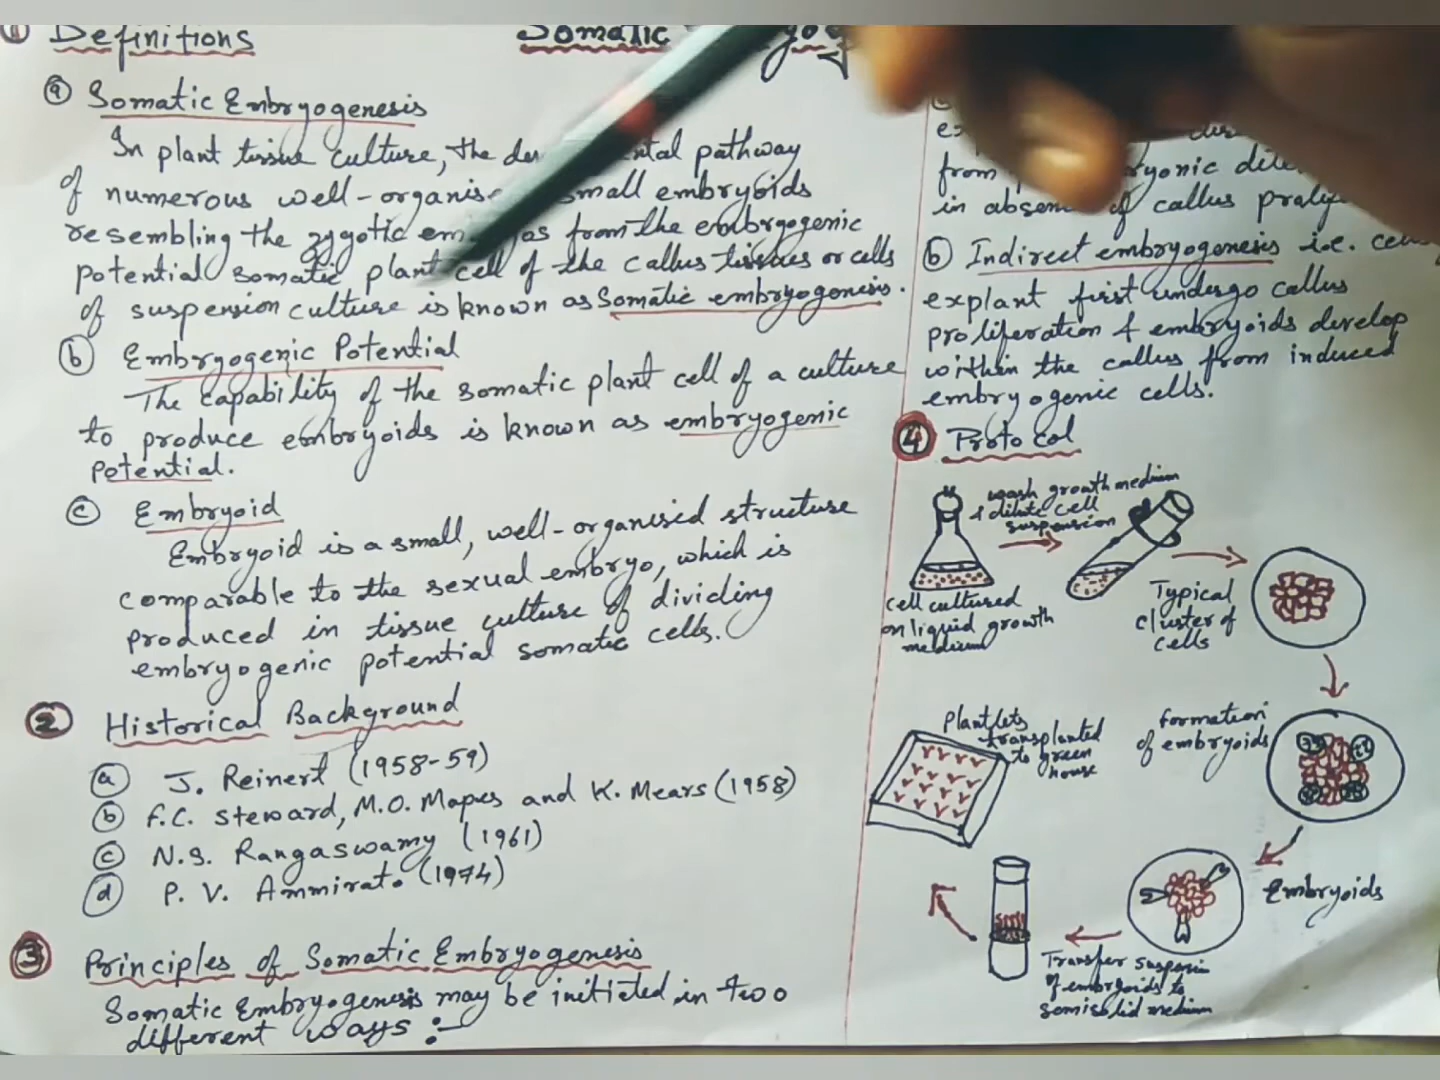 ① Definitions
Somatic
ⓐ Somatic Embryogenesis
In plant tissue culture, the pathway
of numerous well-organise small embryoids
resembling the zygotic from the embryogenic
potential somatic plant cell of the callus tissues or cells
of suspension culture is known as Somatic embryogenesis.
ⓑ Embryogenic Potential
The capability of the somatic plant cell of a culture
to produce embryoids is known as embryogenic
Potential.
ⓒ Embryoid
Embryoid is a small, well-organised structure
comparable to the sexual embryo, which is
produced in tissue culture of dividing
embryogenic potential somatic cells.
② Historical Background
ⓐ J. Reinert (1958-59)
ⓑ F.C. Steward, M.O. Mapes and K. Mears (1958)
ⓒ N.S. Rangaswamy (1961)
ⓓ P. V. Ammirato (1974)
③ Principles of Somatic Embryogenesis
Somatic Embryogenesis may be initiated in two
different ways :-
from
in of callus
ⓑ Indirect embryogenesis i.e. cell
explant first undergo callus
proliferation & embryoids develop
within the callus from induced
embryogenic cells.
④ Protocol
wash growth medium
& dilute cell
suspension
cell cultured
on liquid growth
medium
Typical
cluster of
cells
formation
of embryoids
Embryoids
Transfer
of embryoids to
semisolid medium
Plantlets
transplanted
to green
house